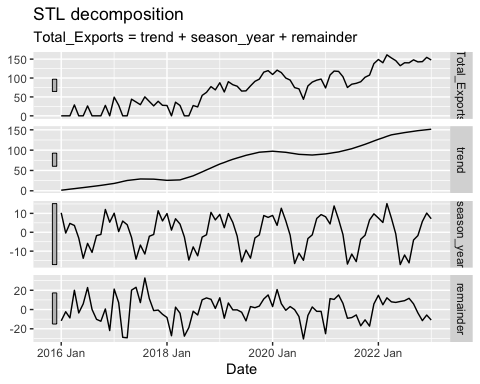 STL decomposition
Total_Exports = trend + season_year + remainder
150
100
50
0
Total_Exports
150
100
50
0
trend
10
0
-10
season_year
20
0
-20
remainder
2016 Jan 2018 Jan 2020 Jan 2022 Jan
Date